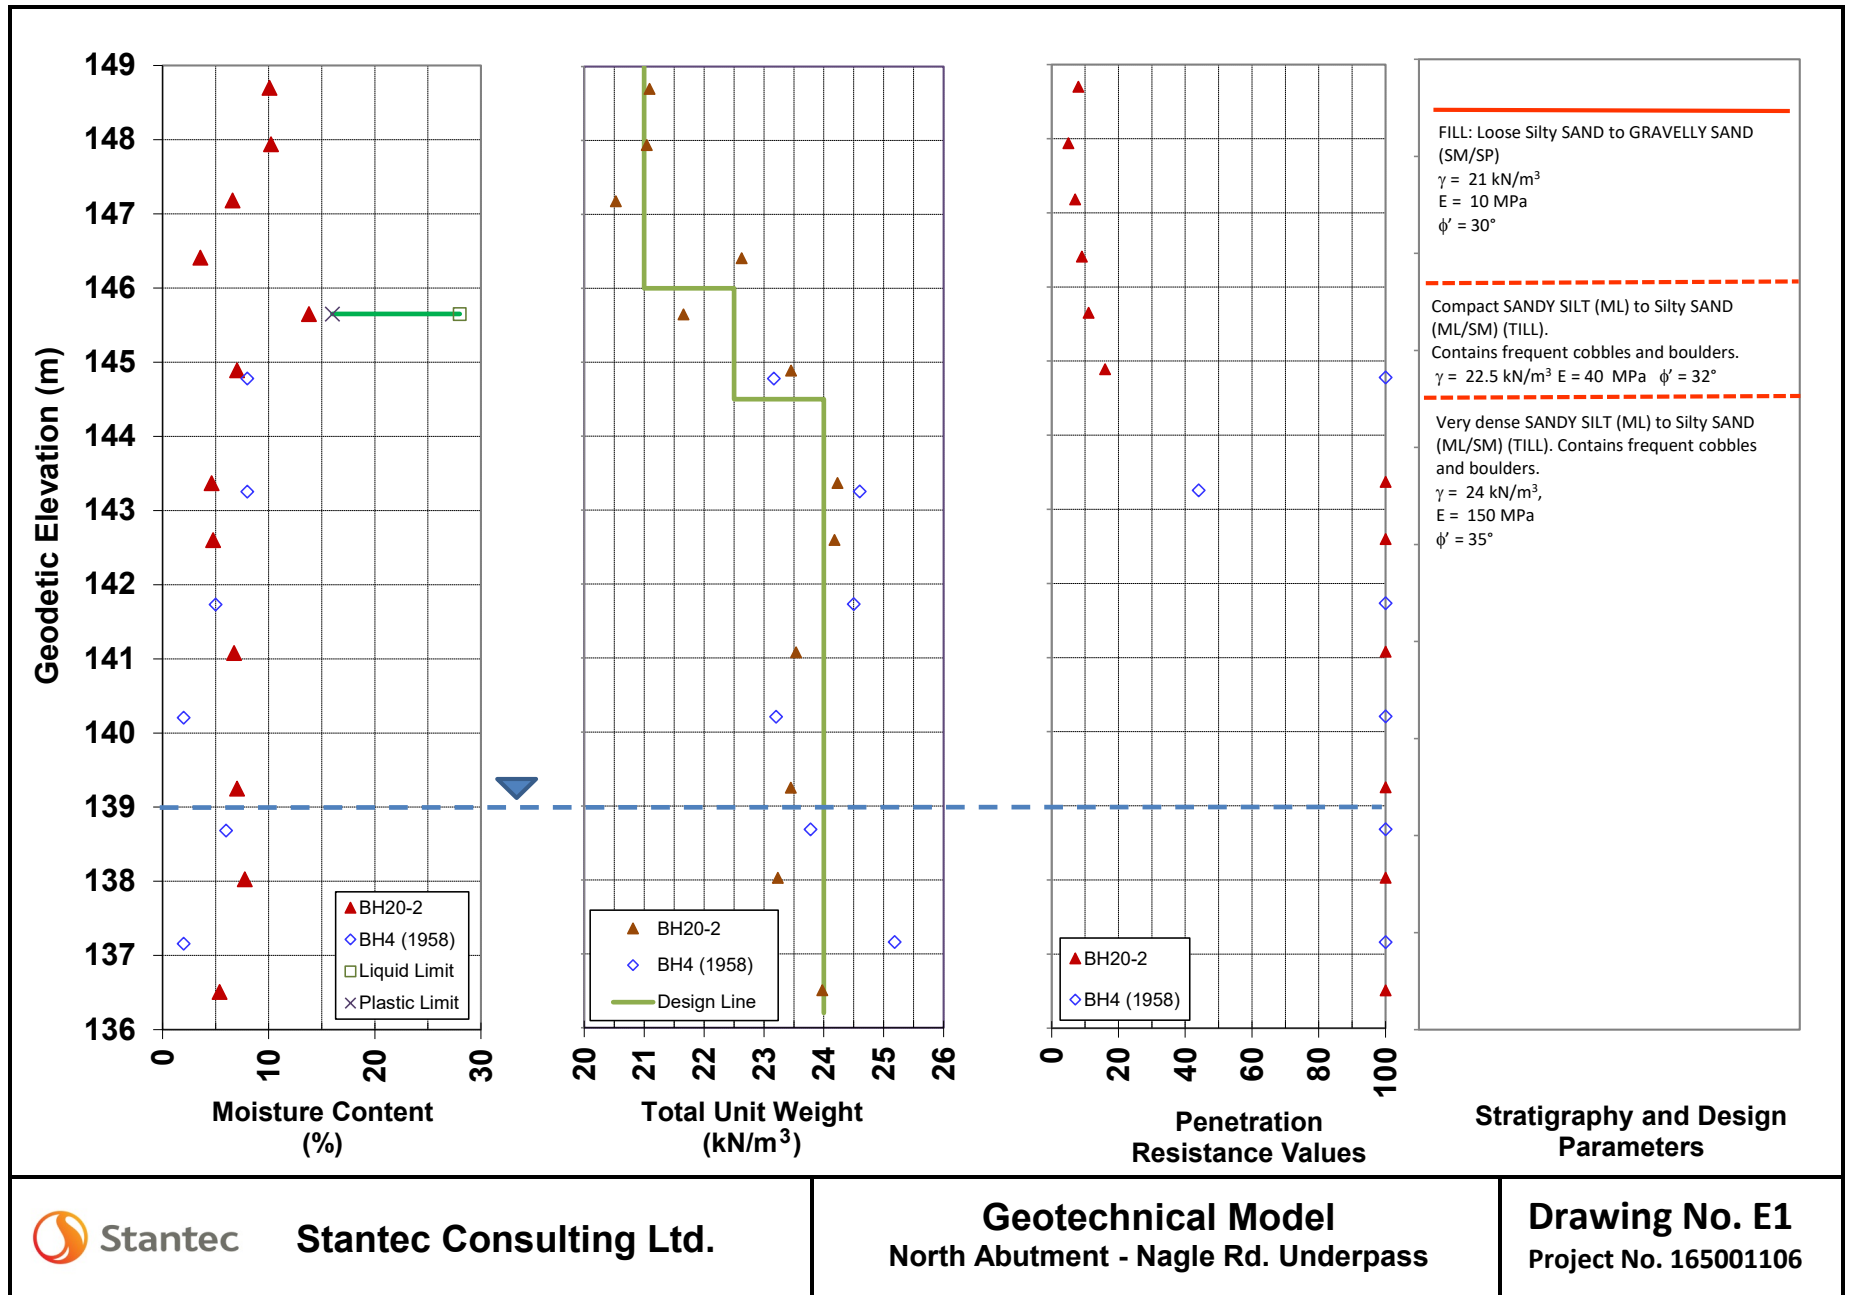 Geodetic Elevation (m)
149
148
147
146
145
144
143
142
141
140
139
138
137
136
BH20-2
BH4 (1958)
Liquid Limit
Plastic Limit
0
10
20
30
Moisture Content
(%)
BH20-2
BH4 (1958)
Design Line
20
21
22
23
24
25
26
Total Unit Weight
(kN/m³)
BH20-2
BH4 (1958)
0
20
40
60
80
100
Penetration
Resistance Values
FILL: Loose Silty SAND to GRAVELLY SAND
(SM/SP)
γ = 21 kN/m³
E = 10 MPa
ϕ’ = 30°
Compact SANDY SILT (ML) to Silty SAND
(ML/SM) (TILL).
Contains frequent cobbles and boulders.
γ = 22.5 kN/m³ E = 40 MPa ϕ’ = 32°
Very dense SANDY SILT (ML) to Silty SAND
(ML/SM) (TILL). Contains frequent cobbles
and boulders.
γ = 24 kN/m³,
E = 150 MPa
ϕ’ = 35°
Stratigraphy and Design
Parameters
Stantec
Stantec Consulting Ltd.
Geotechnical Model
North Abutment - Nagle Rd. Underpass
Drawing No. E1
Project No. 165001106